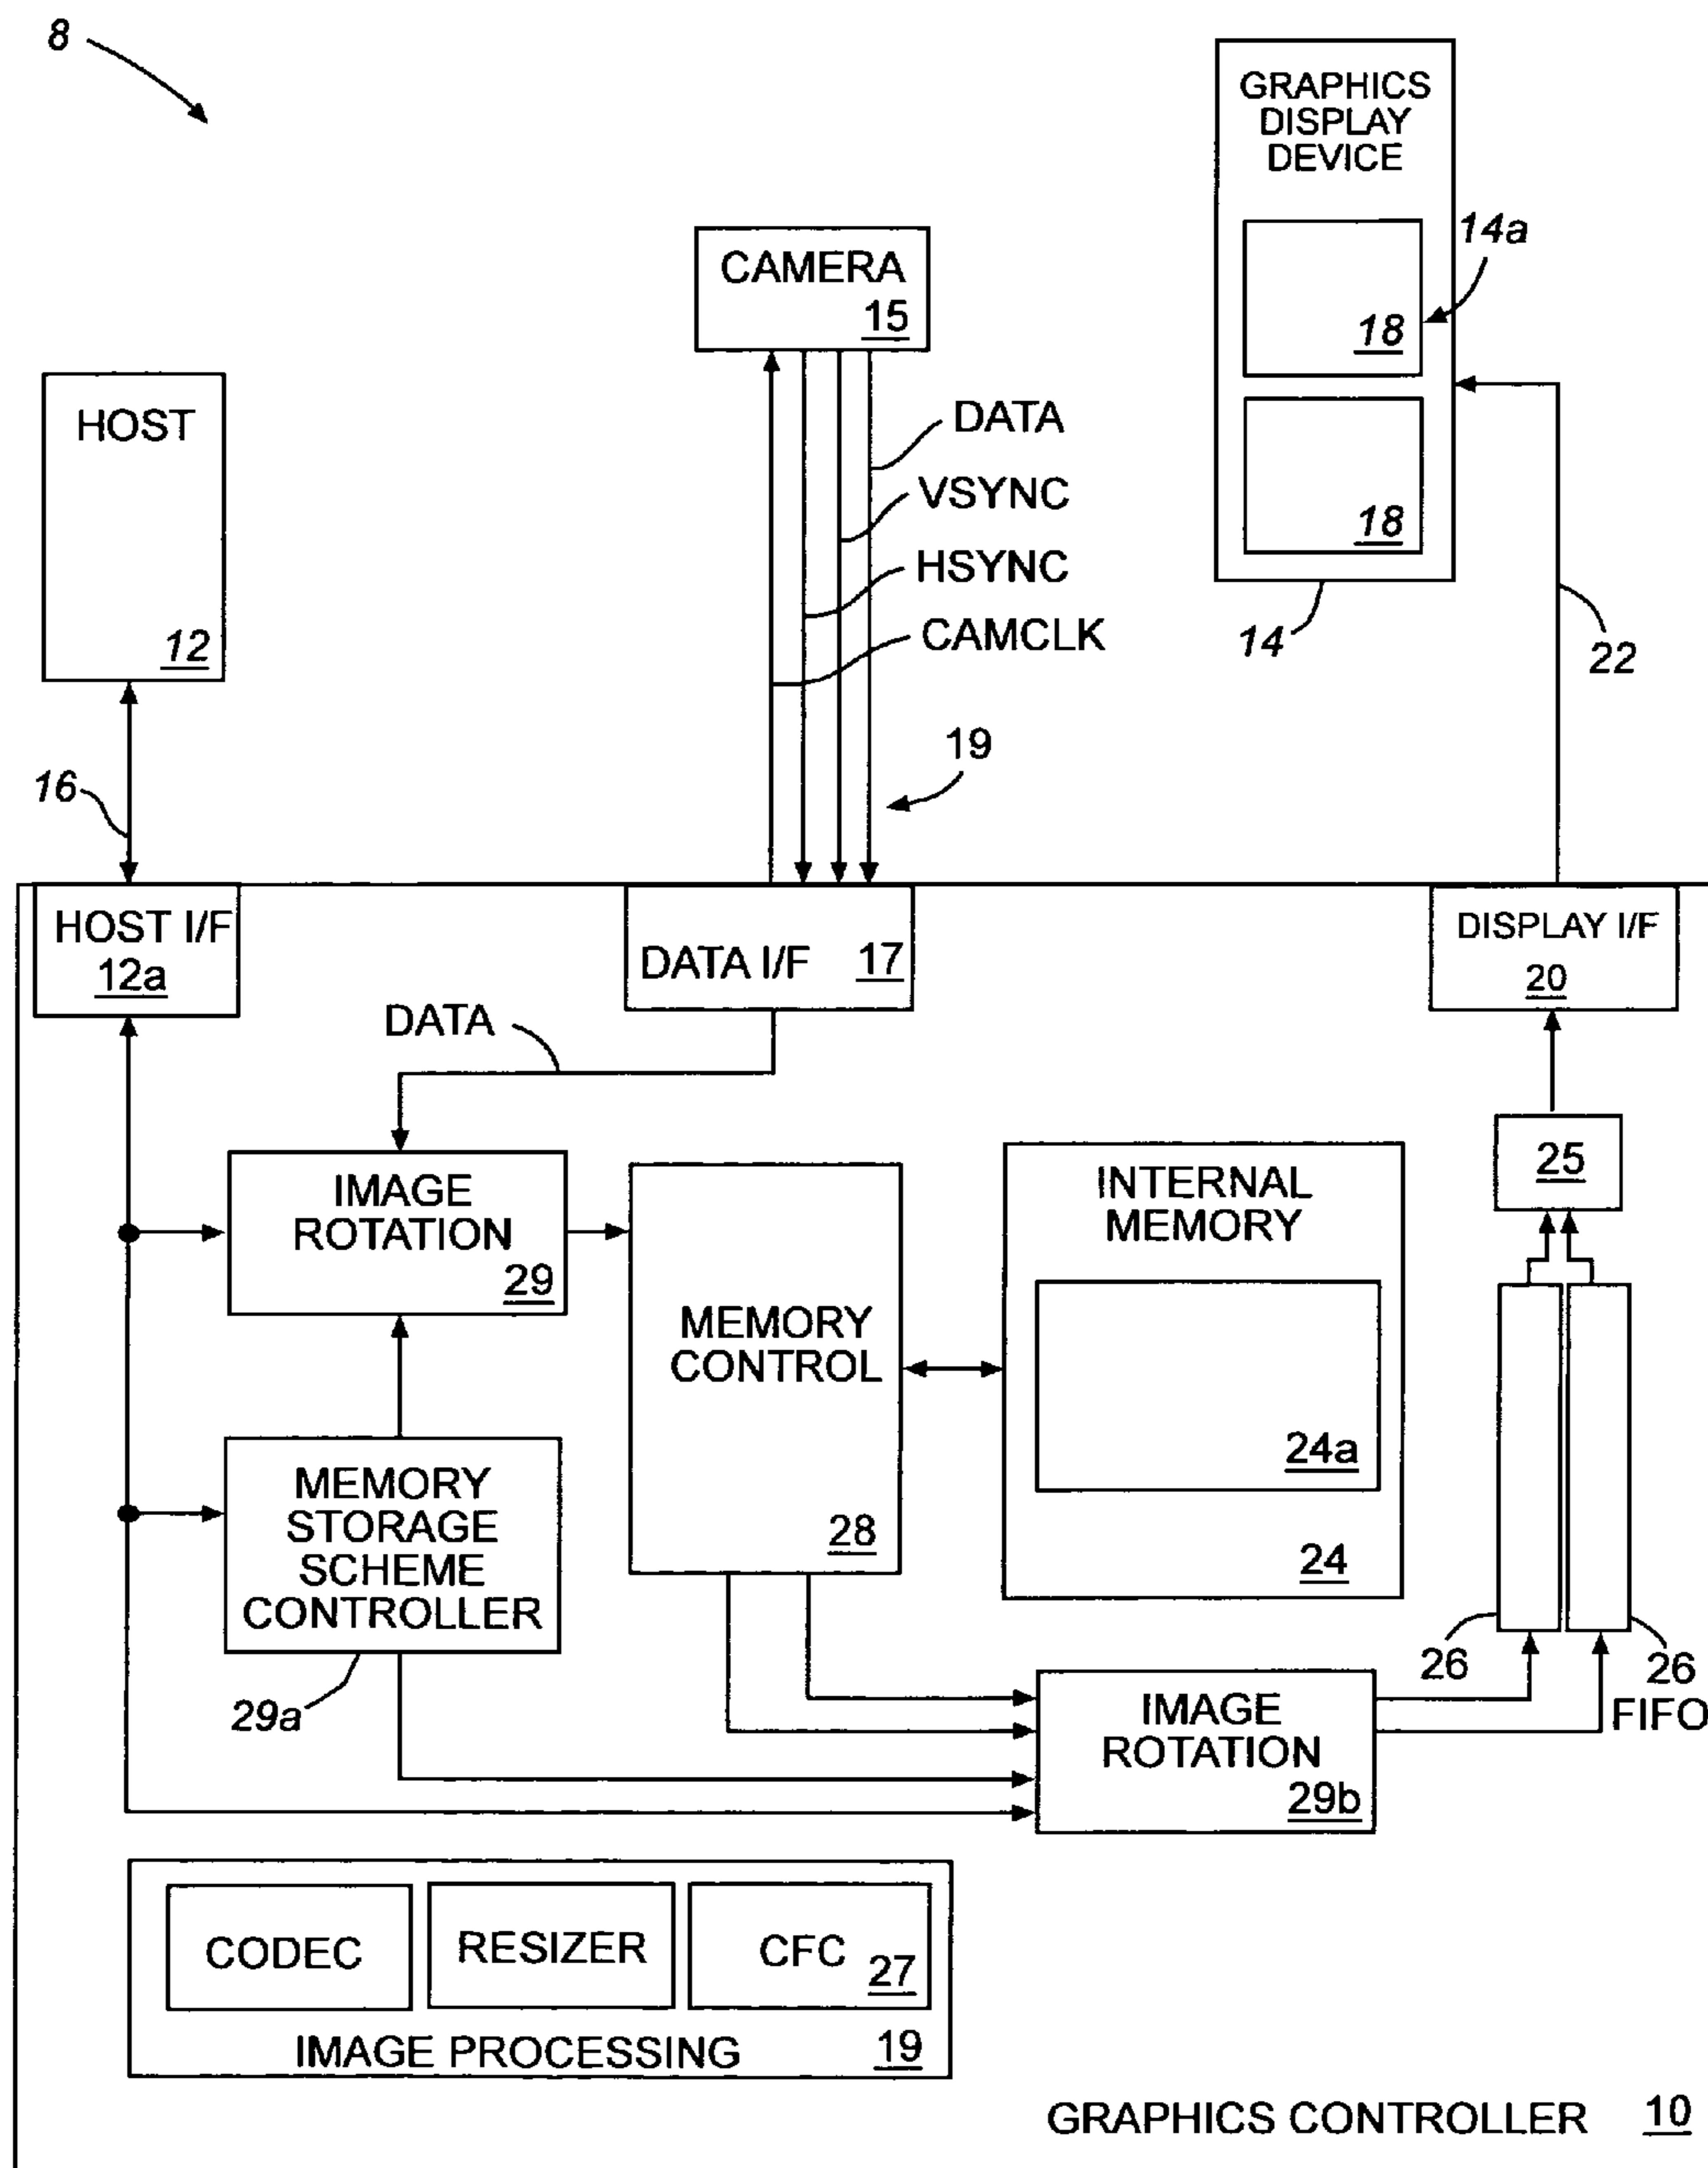 8
GRAPHICS
DISPLAY
DEVICE
14a
18
18
14
22
CAMERA
15
HOST
12
DATA
VSYNC
HSYNC
CAMCLK
19
16
HOST I/F
12a
DATA I/F
17
DISPLAY I/F
20
DATA
25
IMAGE
ROTATION
29
MEMORY
CONTROL
28
INTERNAL
MEMORY
24a
24
MEMORY
STORAGE
SCHEME
CONTROLLER
29a
26
26
FIFO
IMAGE
ROTATION
29b
CODEC
RESIZER
CFC
27
IMAGE PROCESSING
19
GRAPHICS CONTROLLER 10